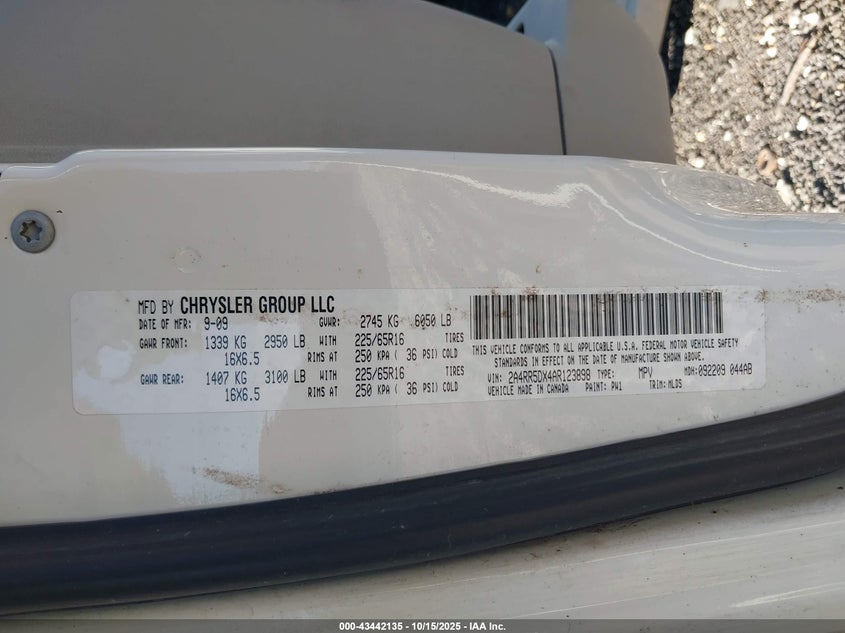 MFD BY CHRYSLER GROUP LLC
DATE OF MFR: 9-09 GVWR: 2745 KG 6050 LB
GAWR FRONT: 1339 KG 2950 LB WITH 225/65R16 TIRES
16X6.5 RIMS AT 250 KPA ( 36 PSI) COLD
GAWR REAR: 1407 KG 3100 LB WITH 225/65R16 TIRES
16X6.5 RIMS AT 250 KPA ( 36 PSI) COLD
THIS VEHICLE CONFORMS TO ALL APPLICABLE U.S.A. FEDERAL MOTOR VEHICLE SAFETY
STANDARDS IN EFFECT ON THE DATE OF MANUFACTURE SHOWN ABOVE.
VIN: 2A4RR5DX4AR123898 TYPE: MPV MDH: 092209 044AB
VEHICLE MADE IN CANADA PAINT: PW1 TRIM: MLDS
000-43442135 - 10/15/2025 - IAA Inc.